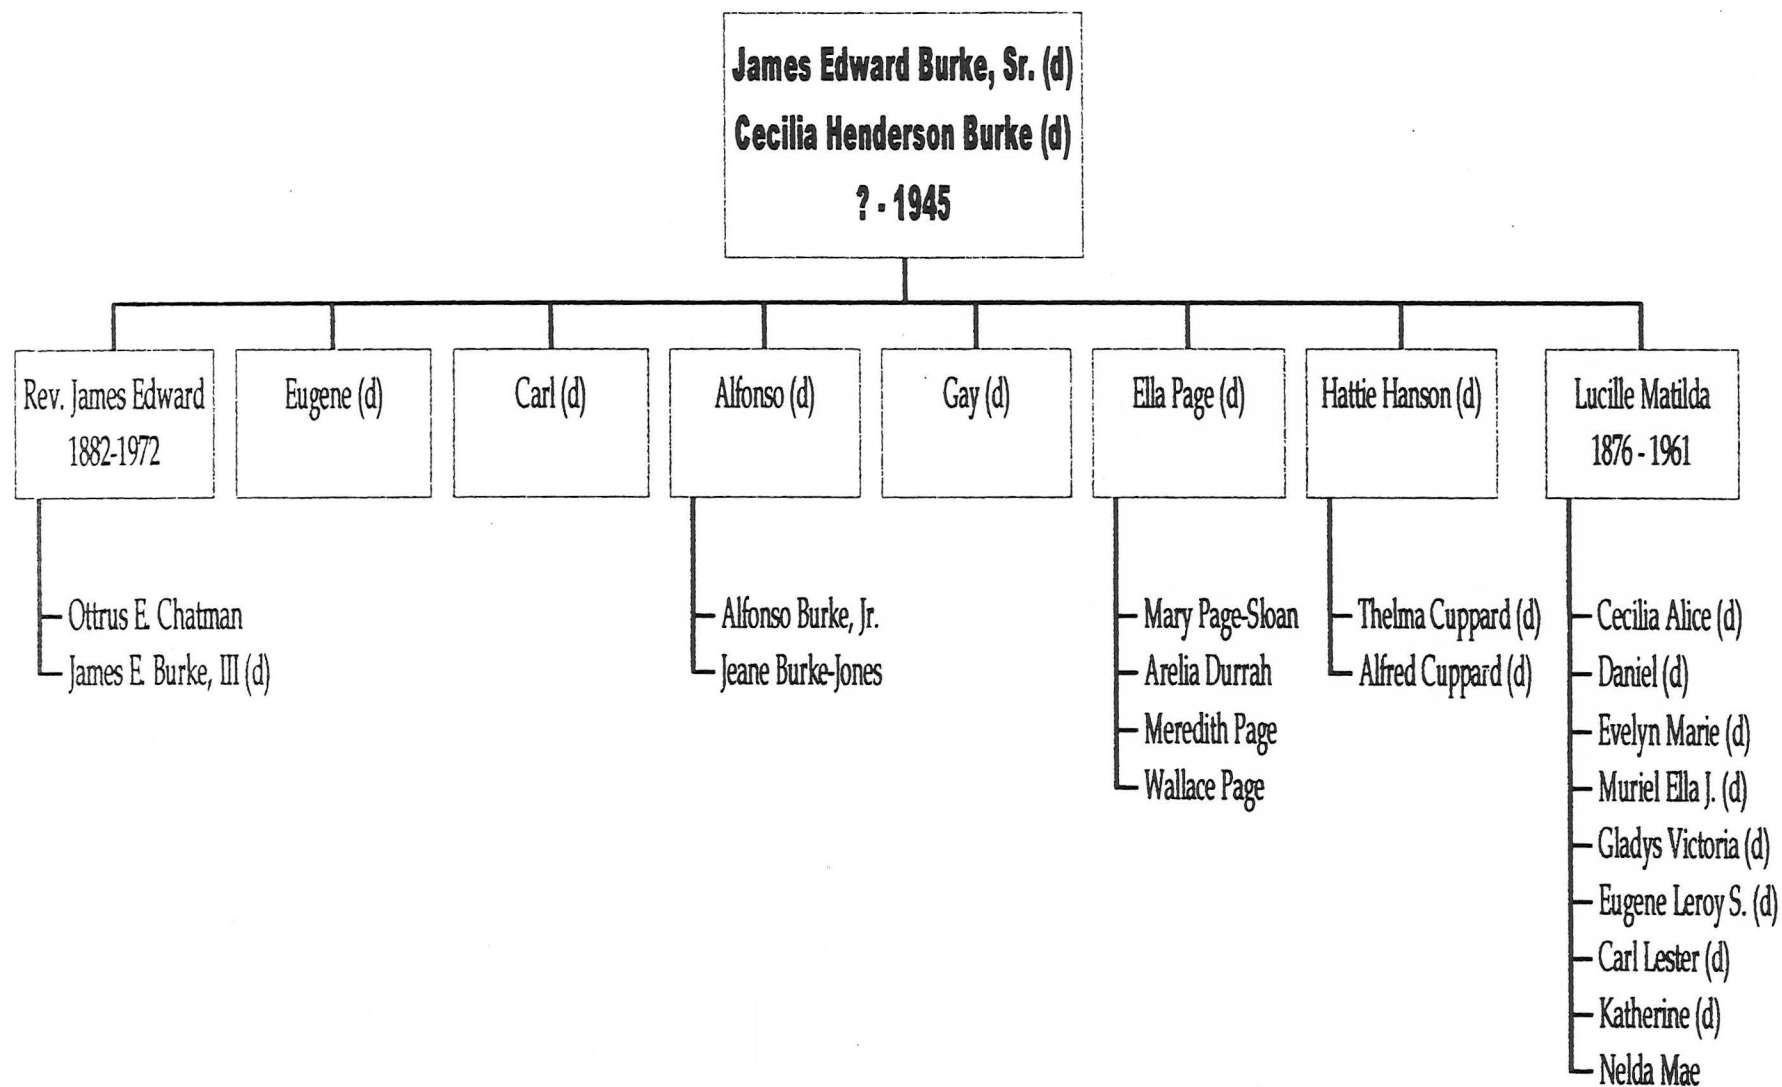 James Edward Burke, Sr. (d)
Cecilia Henderson Burke (d)
? - 1945
Rev. James Edward
1882-1972
Eugene (d)
Carl (d)
Alfonso (d)
Gay (d)
Ella Page (d)
Hattie Hanson (d)
Lucille Matilda
1876 - 1961
Ottrus E. Chatman
James E. Burke, III (d)
Alfonso Burke, Jr.
Jeane Burke-Jones
Mary Page-Sloan
Arelia Durrah
Meredith Page
Wallace Page
Thelma Cuppard (d)
Alfred Cuppard (d)
Cecilia Alice (d)
Daniel (d)
Evelyn Marie (d)
Muriel Ella J. (d)
Gladys Victoria (d)
Eugene Leroy S. (d)
Carl Lester (d)
Katherine (d)
Nelda Mae